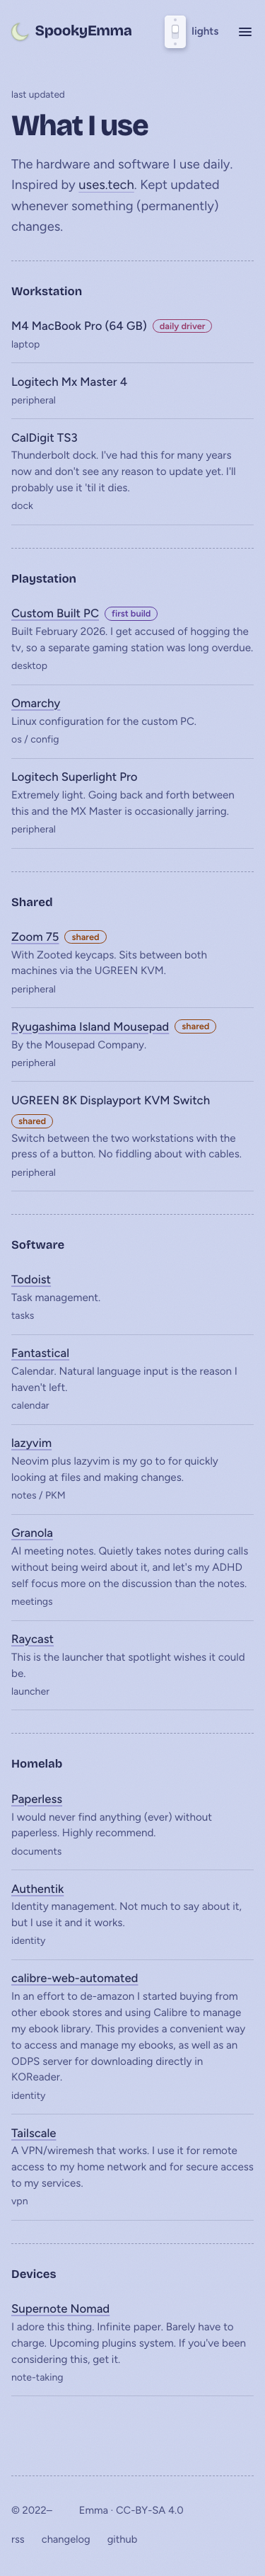 SpookyEmma
lights
last updated
What I use
The hardware and software I use daily.
Inspired by uses.tech. Kept updated
whenever something (permanently)
changes.
Workstation
M4 MacBook Pro (64 GB) daily driver
laptop
Logitech Mx Master 4
peripheral
CalDigit TS3
Thunderbolt dock. I've had this for many years
now and don't see any reason to update yet. I'll
probably use it 'til it dies.
dock
Playstation
Custom Built PC first build
Built February 2026. I get accused of hogging the
tv, so a separate gaming station was long overdue.
desktop
Omarchy
Linux configuration for the custom PC.
os / config
Logitech Superlight Pro
Extremely light. Going back and forth between
this and the MX Master is occasionally jarring.
peripheral
Shared
Zoom 75 shared
With Zooted keycaps. Sits between both
machines via the UGREEN KVM.
peripheral
Ryugashima Island Mousepad shared
By the Mousepad Company.
peripheral
UGREEN 8K Displayport KVM Switch
shared
Switch between the two workstations with the
press of a button. No fiddling about with cables.
peripheral
Software
Todoist
Task management.
tasks
Fantastical
Calendar. Natural language input is the reason I
haven't left.
calendar
lazyvim
Neovim plus lazyvim is my go to for quickly
looking at files and making changes.
notes / PKM
Granola
AI meeting notes. Quietly takes notes during calls
without being weird about it, and let's my ADHD
self focus more on the discussion than the notes.
meetings
Raycast
This is the launcher that spotlight wishes it could
be.
launcher
Homelab
Paperless
I would never find anything (ever) without
paperless. Highly recommend.
documents
Authentik
Identity management. Not much to say about it,
but I use it and it works.
identity
calibre-web-automated
In an effort to de-amazon I started buying from
other ebook stores and using Calibre to manage
my ebook library. This provides a convenient way
to access and manage my ebooks, as well as an
ODPS server for downloading directly in
KOReader.
identity
Tailscale
A VPN/wiremesh that works. I use it for remote
access to my home network and for secure access
to my services.
vpn
Devices
Supernote Nomad
I adore this thing. Infinite paper. Barely have to
charge. Upcoming plugins system. If you've been
considering this, get it.
note-taking
© 2022– Emma · CC-BY-SA 4.0
rss changelog github